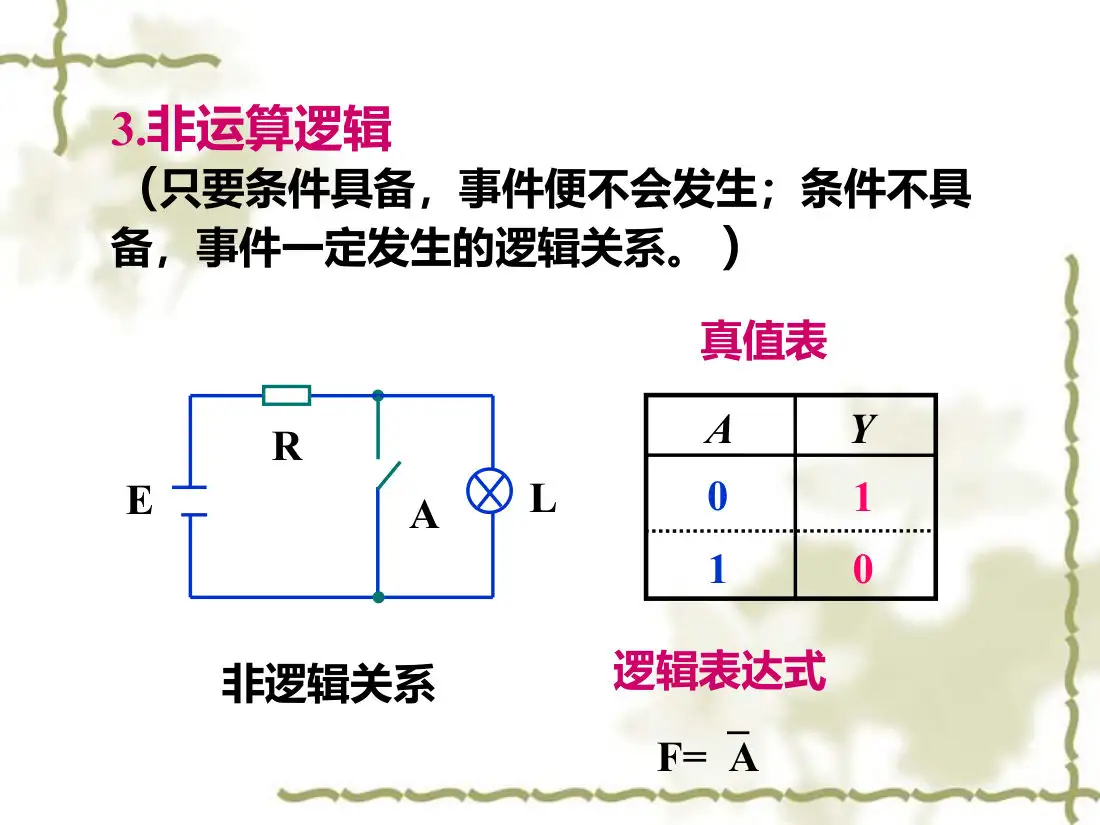 3.非运算逻辑
（只要条件具备，事件便不会发生；条件不具
备，事件一定发生的逻辑关系。 ）
真值表
R
E
A
L
A Y
0 1
1 0
非逻辑关系
逻辑表达式
F= A̅